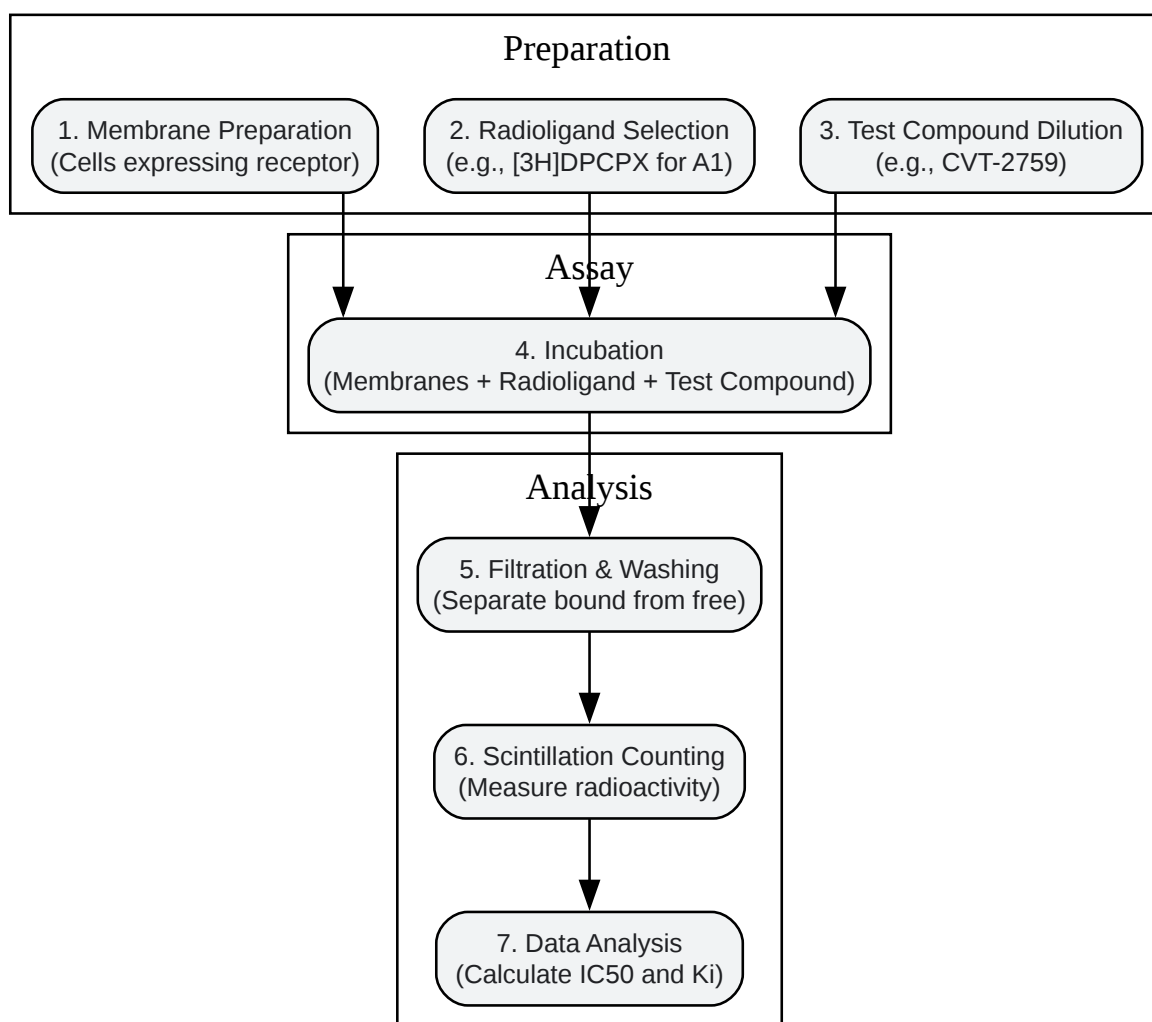 Preparation
1. Membrane Preparation
(Cells expressing receptor)
2. Radioligand Selection
(e.g., [3H]DPCPX for A1)
3. Test Compound Dilution
(e.g., CVT-2759)
Assay
4. Incubation
(Membranes + Radioligand + Test Compound)
Analysis
5. Filtration & Washing
(Separate bound from free)
6. Scintillation Counting
(Measure radioactivity)
7. Data Analysis
(Calculate IC50 and Ki)